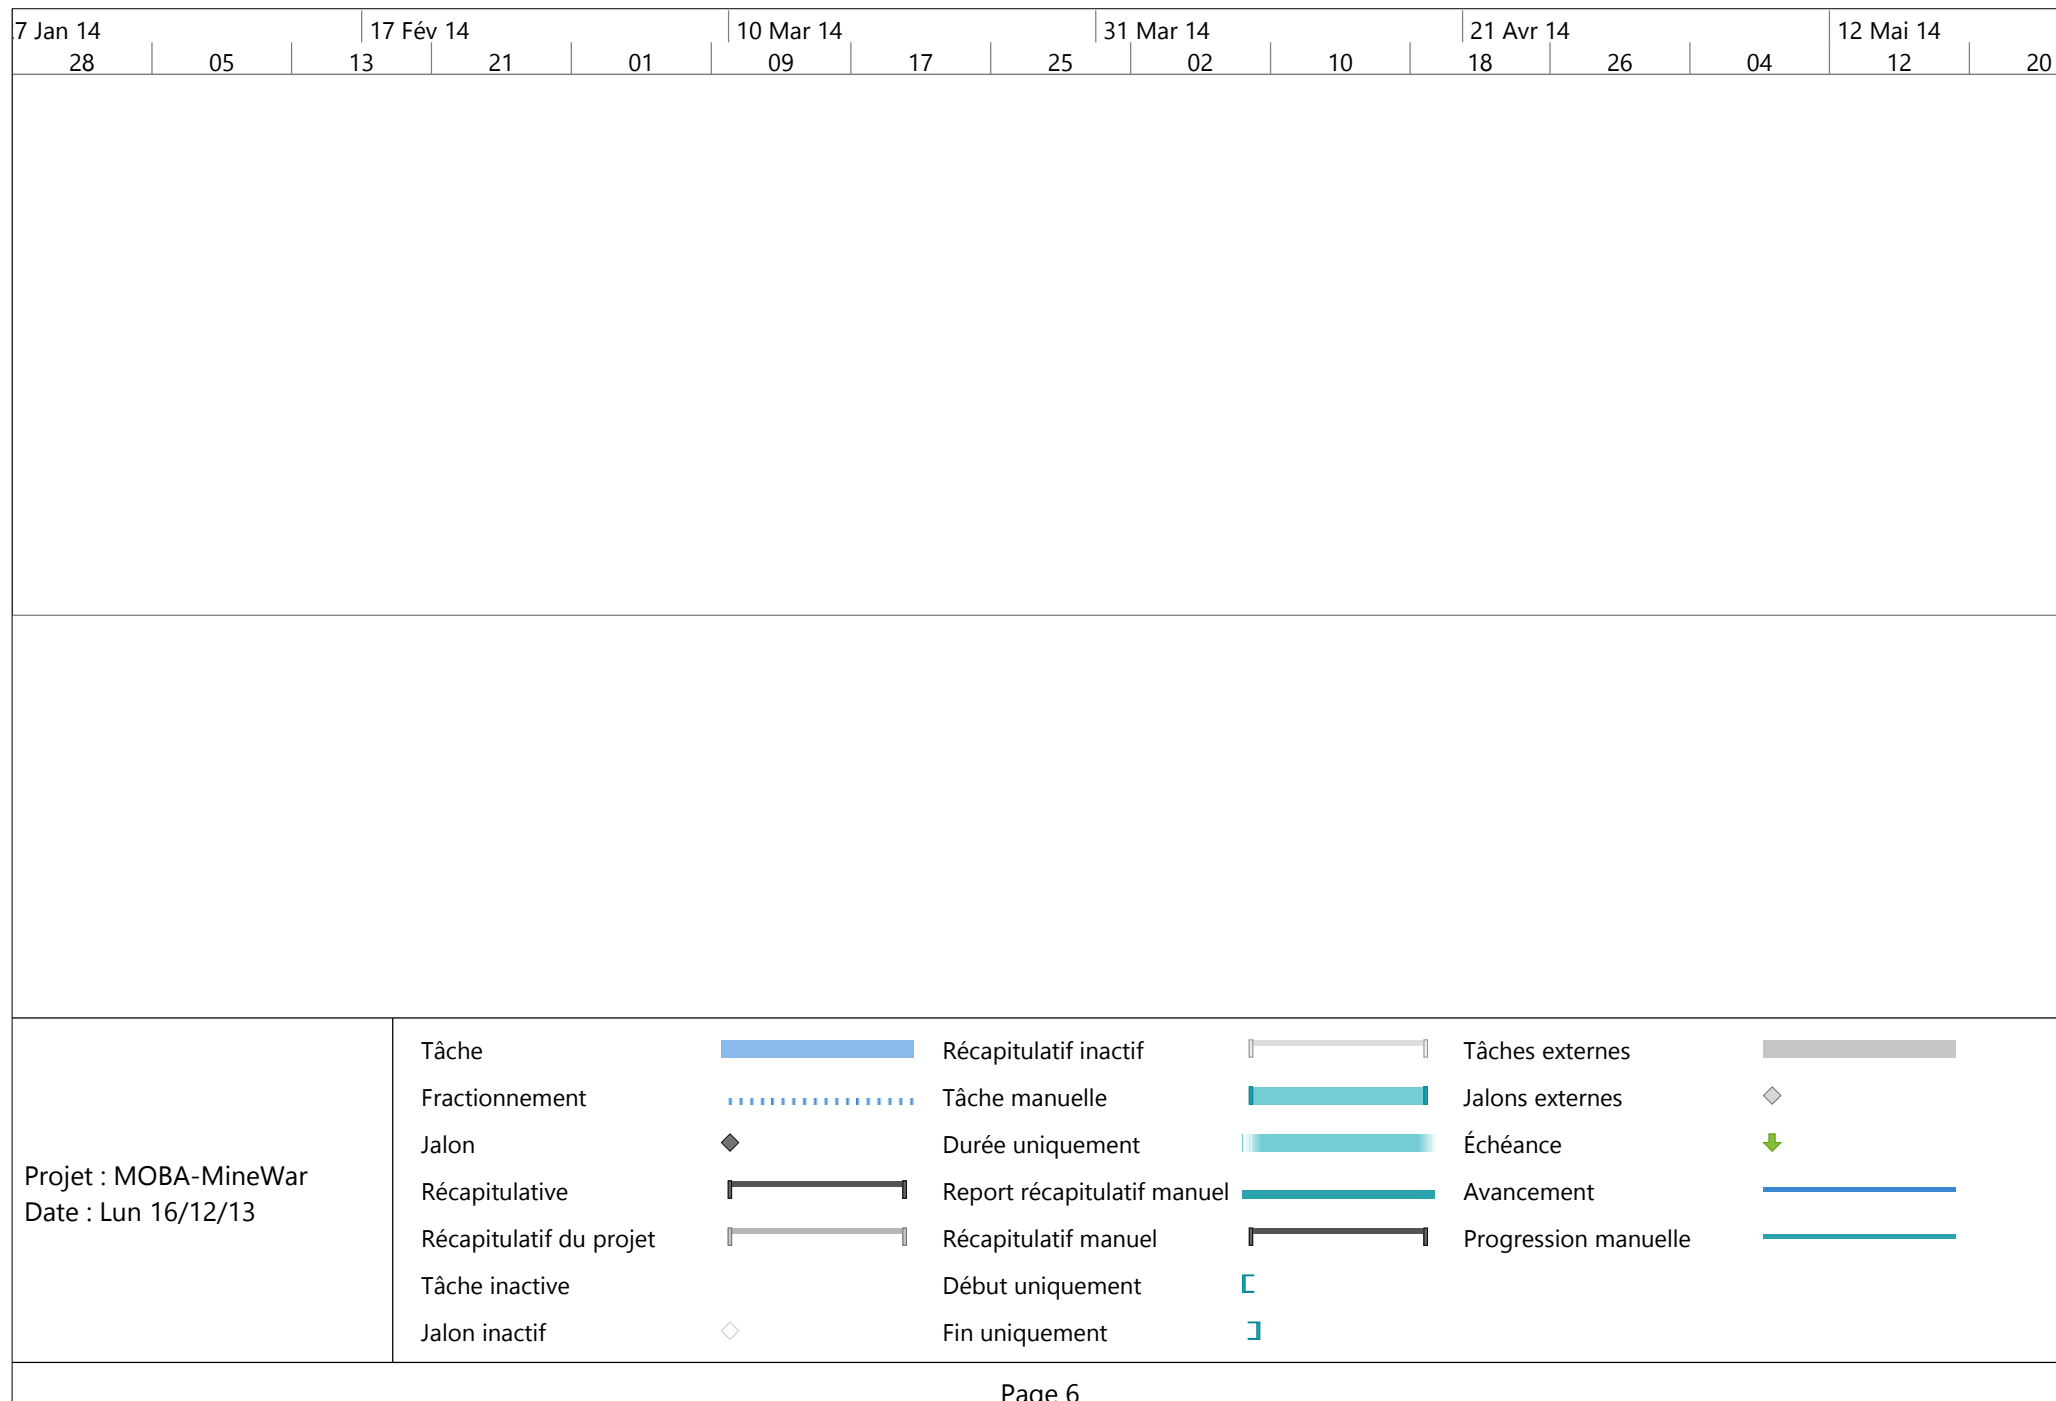 7 Jan 14 17 Fév 14 10 Mar 14 31 Mar 14 21 Avr 14 12 Mai 14
28 05 13 21 01 09 17 25 02 10 18 26 04 12 20
Tâche Récapitulatif inactif Tâches externes
Fractionnement Tâche manuelle Jalons externes
Jalon Durée uniquement Échéance
Récapitulative Report récapitulatif manuel Avancement
Récapitulatif du projet Récapitulatif manuel Progression manuelle
Tâche inactive Début uniquement
Jalon inactif Fin uniquement
Projet : MOBA-MineWar
Date : Lun 16/12/13
Page 6